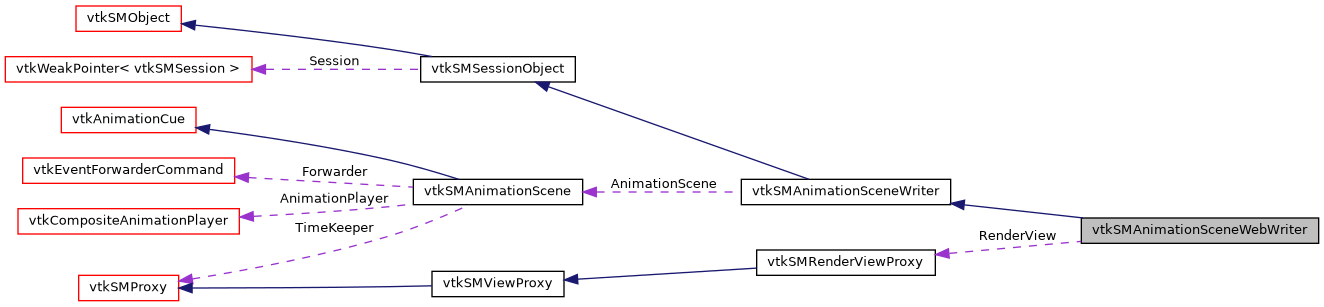 vtkSMObject
Session
vtkWeakPointer< vtkSMSession >
vtkSMSessionObject
vtkAnimationCue
vtkEventForwarderCommand
Forwarder
vtkSMAnimationScene
AnimationScene
vtkSMAnimationSceneWriter
AnimationPlayer
vtkCompositeAnimationPlayer
TimeKeeper
vtkSMAnimationSceneWebWriter
RenderView
vtkSMRenderViewProxy
vtkSMProxy
vtkSMViewProxy